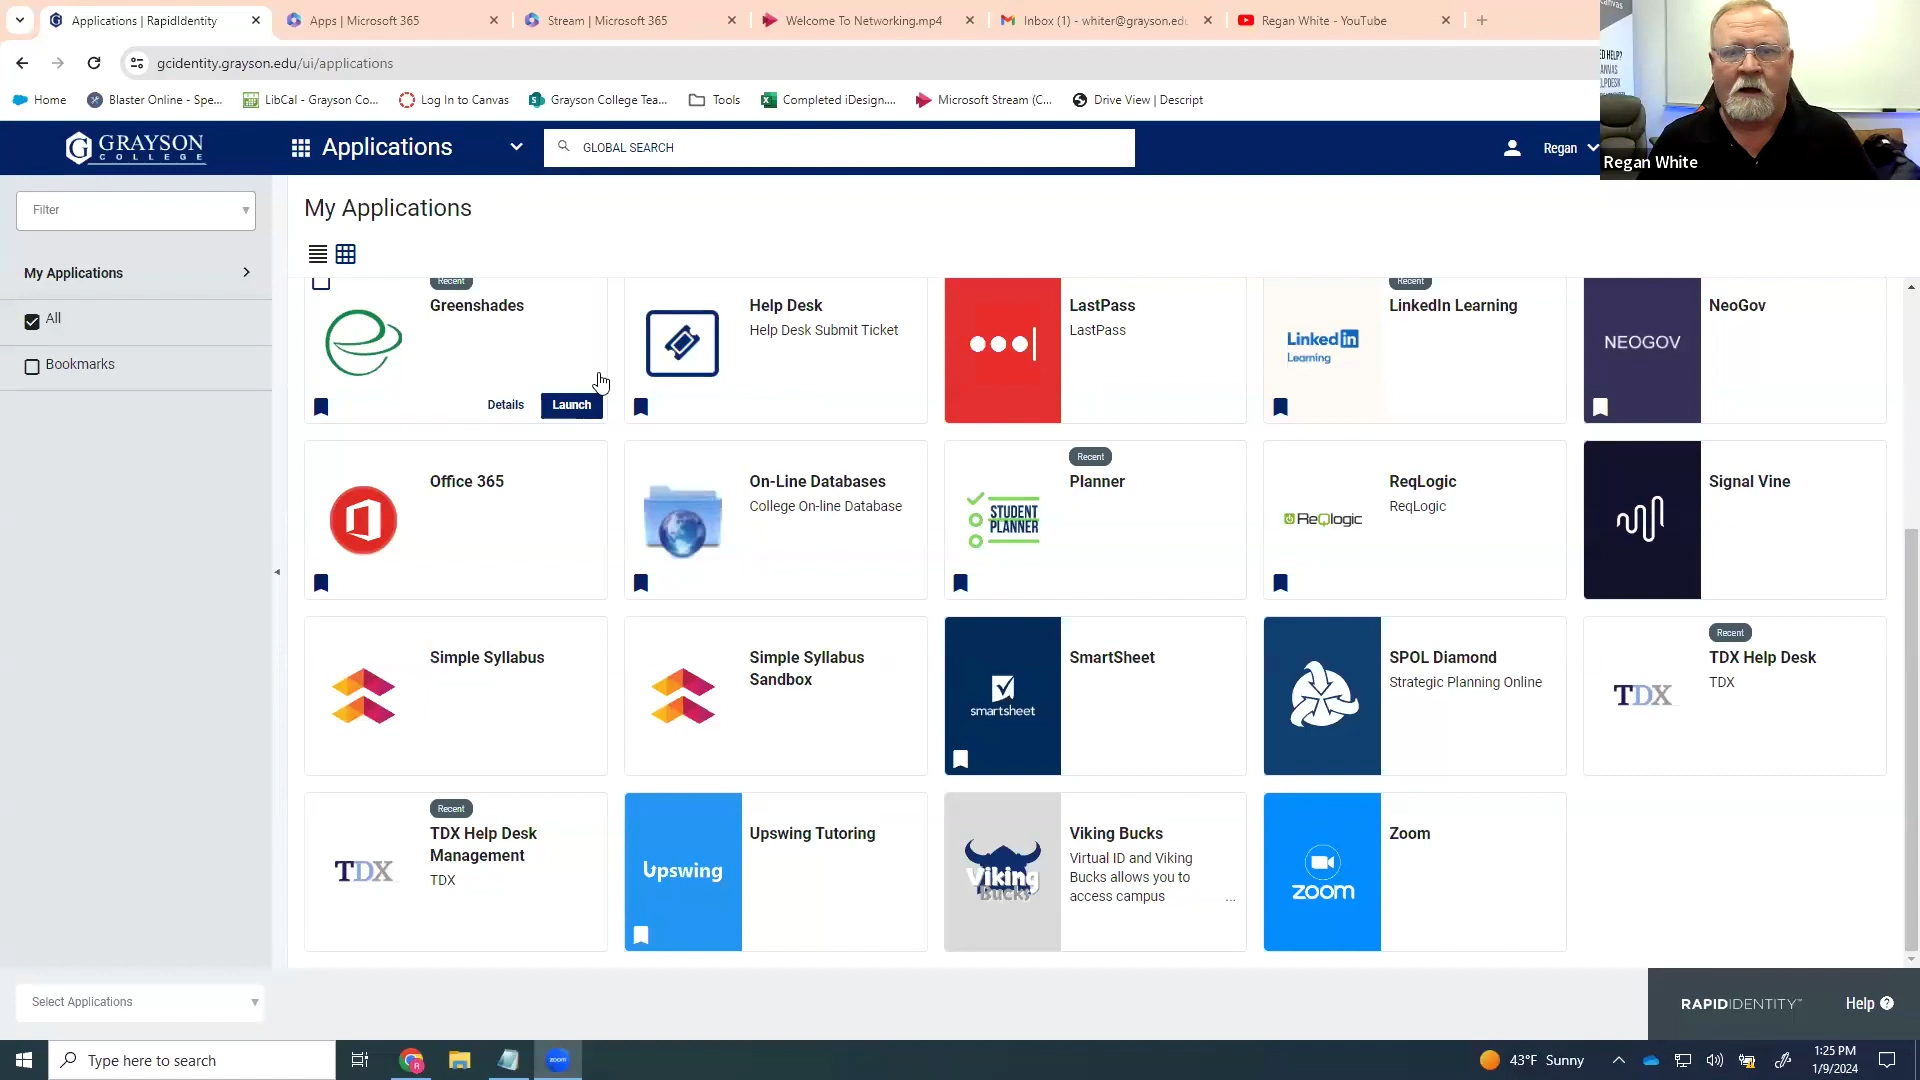 Applications | RapidIdentity
Apps | Microsoft 365
Stream | Microsoft 365
Welcome To Networking.mp4
Inbox (1) - whiter@grayson.edu
Regan White - YouTube
gcidentity.grayson.edu/ui/applications
Home
Blaster Online - Spe...
LibCal - Grayson Co...
Log In to Canvas
Grayson College Tea...
Tools
Completed iDesign....
Microsoft Stream (C...
Drive View | Descript
GRAYSON
COLLEGE
Applications
GLOBAL SEARCH
Regan
Regan White
Filter
My Applications
All
Bookmarks
My Applications
Recent
Greenshades
Details
Launch
Help Desk
Help Desk Submit Ticket
LastPass
LastPass
Recent
LinkedIn Learning
Linked in
Learning
NeoGov
NEOGOV
Office 365
On-Line Databases
College On-line Database
Recent
Planner
STUDENT
PLANNER
ReqLogic
ReqLogic
ReQlogic
Signal Vine
Simple Syllabus
Simple Syllabus
Sandbox
SmartSheet
smartsheet
SPOL Diamond
Strategic Planning Online
Recent
TDX Help Desk
TDX
TDX
Recent
TDX Help Desk
Management
TDX
TDX
Upswing Tutoring
Upswing
Viking Bucks
Virtual ID and Viking
Bucks allows you to
access campus ...
Viking
Bucks
Zoom
zoom
Select Applications
RAPIDIDENTITY
Help
Type here to search
zoom
43°F Sunny
1:25 PM
1/9/2024